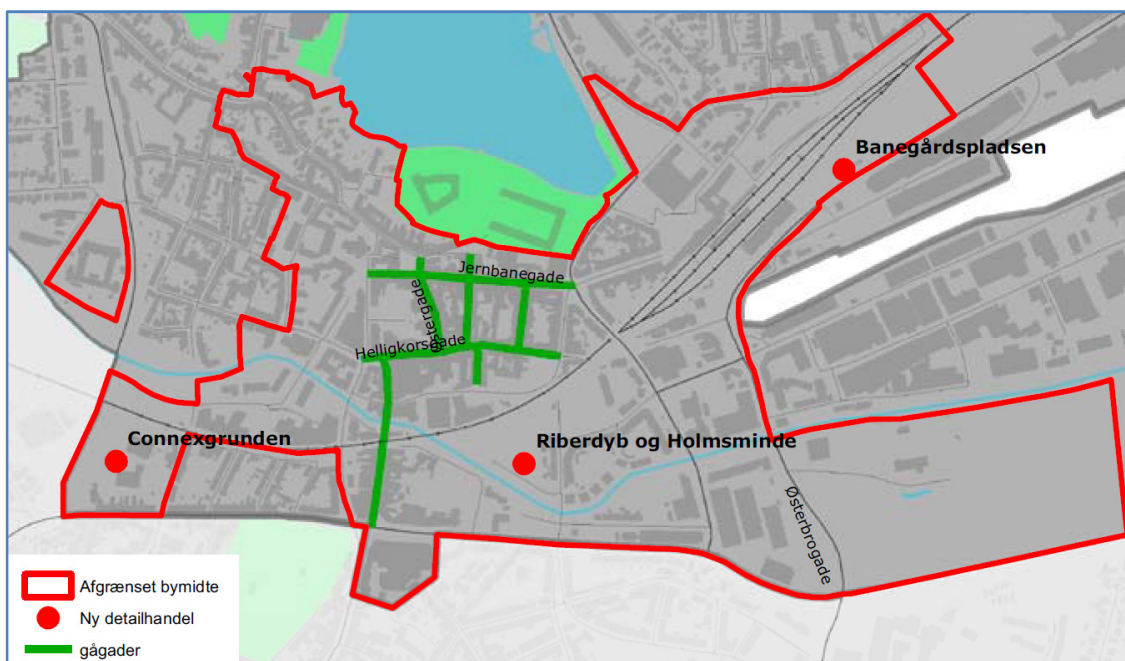 Banegårdspladsen
Jernbanegade
Østergade
Helligkorsgade
Connexgrunden
Riberdyb og Holmsminde
Østerbrogade
Afgrænset bymidte
Ny detailhandel
gågader